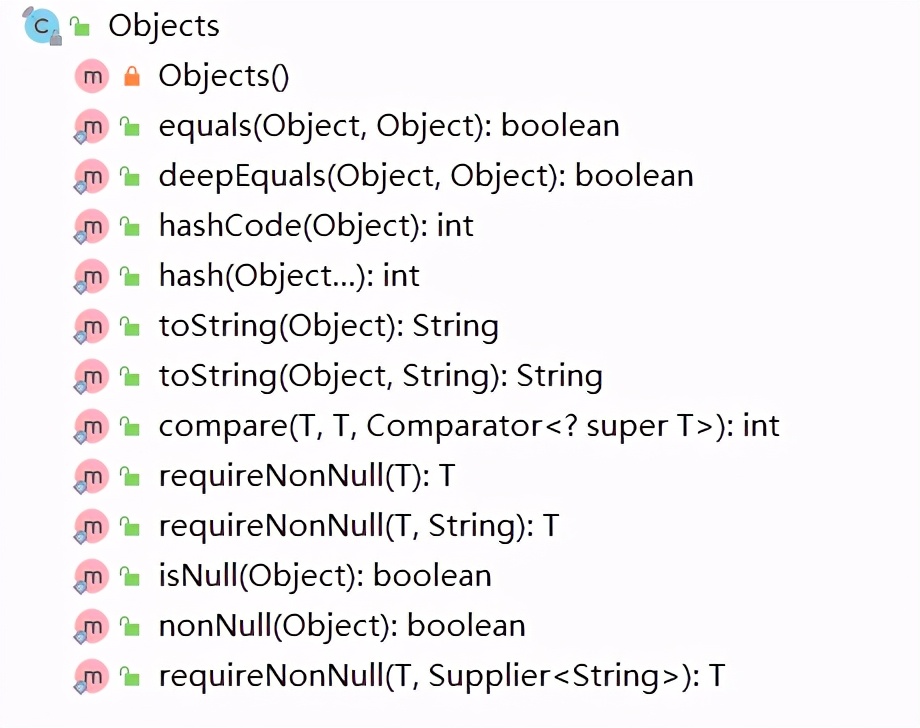 C Objects
m Objects()
m equals(Object, Object): boolean
m deepEquals(Object, Object): boolean
m hashCode(Object): int
m hash(Object...): int
m toString(Object): String
m toString(Object, String): String
m compare(T, T, Comparator<? super T>): int
m requireNonNull(T): T
m requireNonNull(T, String): T
m isNull(Object): boolean
m nonNull(Object): boolean
m requireNonNull(T, Supplier<String>): T